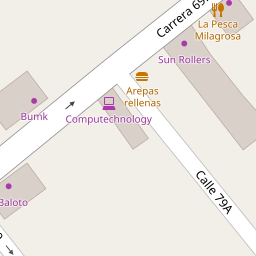 Carrera 69
La Pesca
Milagrosa
Sun Rollers
Arepas
rellenas
Bumk
Computechnology
Calle 79A
Baloto